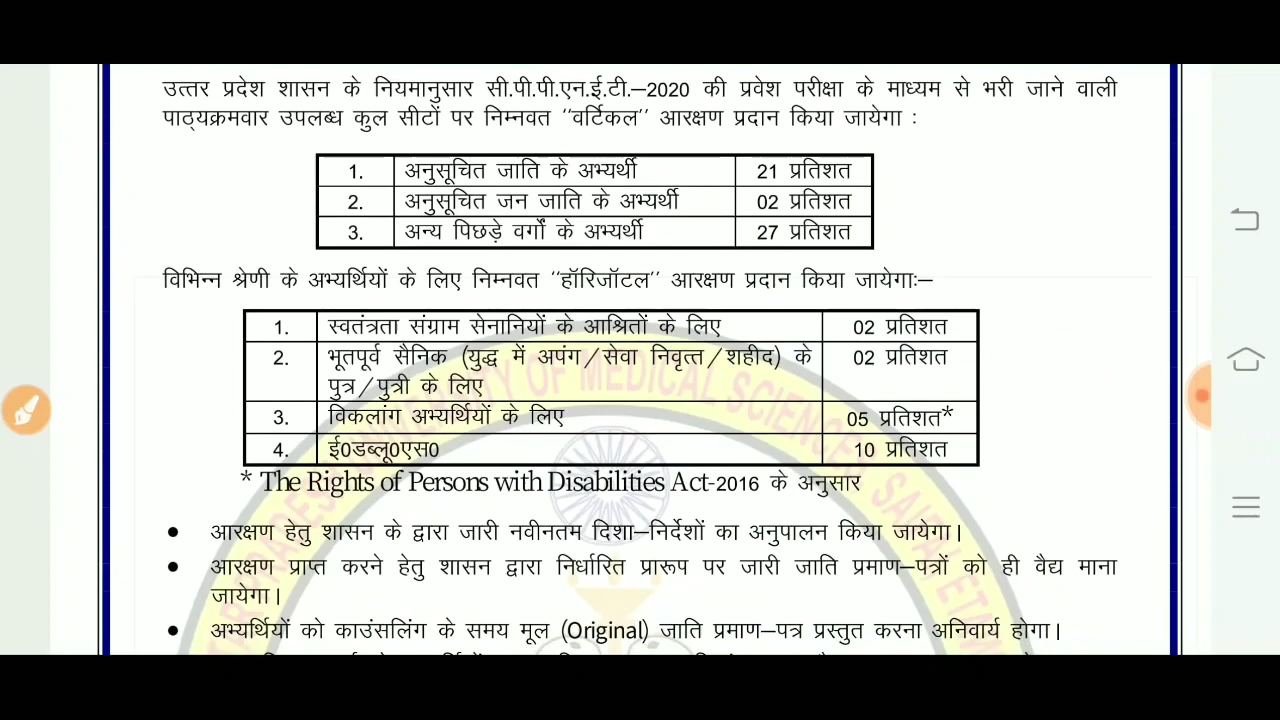 उत्तर प्रदेश शासन के नियमानुसार सी.पी.पी.एन.ई.टी.–2020 की प्रवेश परीक्षा के माध्यम से भरी जाने वाली
पाठ्यक्रमवार उपलब्ध कुल सीटों पर निम्नवत ‘‘वर्टिकल’’ आरक्षण प्रदान किया जायेगा :
1. अनुसूचित जाति के अभ्यर्थी 21 प्रतिशत
2. अनुसूचित जन जाति के अभ्यर्थी 02 प्रतिशत
3. अन्य पिछड़े वर्गों के अभ्यर्थी 27 प्रतिशत
विभिन्न श्रेणी के अभ्यर्थियों के लिए निम्नवत ‘‘हॉरिजॉटल’’ आरक्षण प्रदान किया जायेगाः–
1. स्वतंत्रता संग्राम सेनानियों के आश्रितों के लिए 02 प्रतिशत
2. भूतपूर्व सैनिक (युद्ध में अपंग/सेवा निवृत्त/शहीद) के 02 प्रतिशत
पुत्र/पुत्री के लिए
3. विकलांग अभ्यर्थियों के लिए 05 प्रतिशत*
4. ई0डब्लू0एस0 10 प्रतिशत
* The Rights of Persons with Disabilities Act-2016 के अनुसार
● आरक्षण हेतु शासन के द्वारा जारी नवीनतम दिशा–निर्देशों का अनुपालन किया जायेगा।
● आरक्षण प्राप्त करने हेतु शासन द्वारा निर्धारित प्रारूप पर जारी जाति प्रमाण–पत्रों को ही वैद्य माना
जायेगा।
● अभ्यर्थियों को काउंसलिंग के समय मूल (Original) जाति प्रमाण–पत्र प्रस्तुत करना अनिवार्य होगा।
UNIVERSITY OF MEDICAL SCIENCES